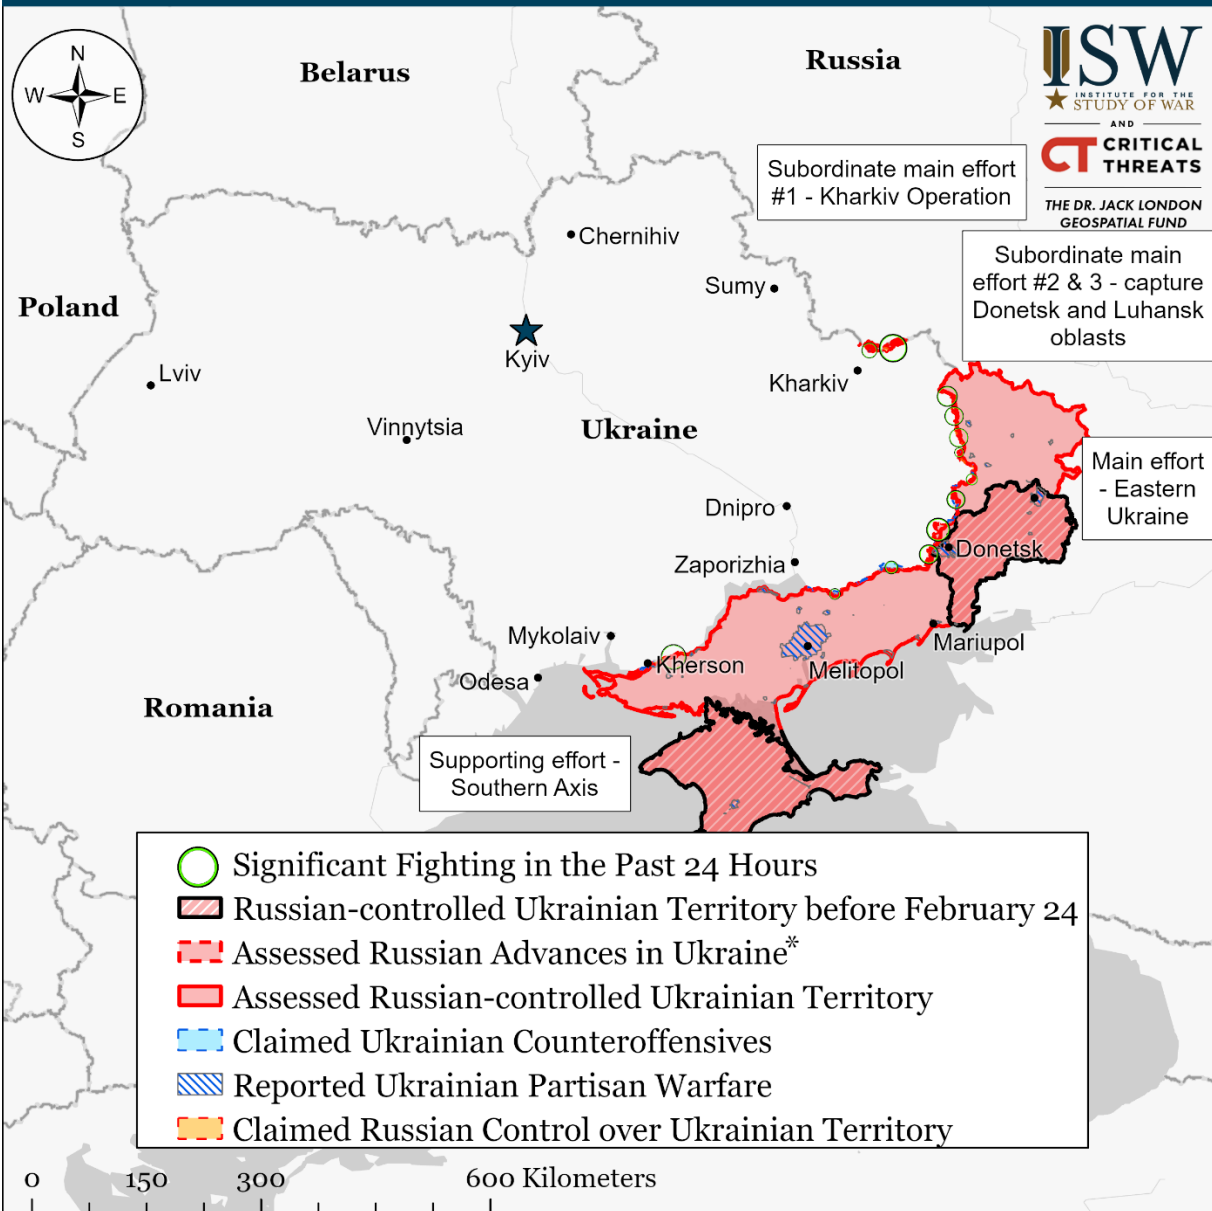 N
W
E
S
Belarus
Russia
ISW
INSTITUTE FOR THE
STUDY OF WAR
AND
CT CRITICAL
THREATS
THE DR. JACK LONDON
GEOSPATIAL FUND
Subordinate main effort
#1 - Kharkiv Operation
Subordinate main
effort #2 & 3 - capture
Donetsk and Luhansk
oblasts
Chernihiv
Sumy
Poland
Kyiv
Lviv
Kharkiv
Vinnytsia
Ukraine
Main effort
- Eastern
Ukraine
Dnipro
Donetsk
Zaporizhia
Mykolaiv
Mariupol
Kherson
Melitopol
Odesa
Romania
Supporting effort -
Southern Axis
Significant Fighting in the Past 24 Hours
Russian-controlled Ukrainian Territory before February 24
Assessed Russian Advances in Ukraine*
Assessed Russian-controlled Ukrainian Territory
Claimed Ukrainian Counteroffensives
Reported Ukrainian Partisan Warfare
Claimed Russian Control over Ukrainian Territory
0 150 300 600 Kilometers